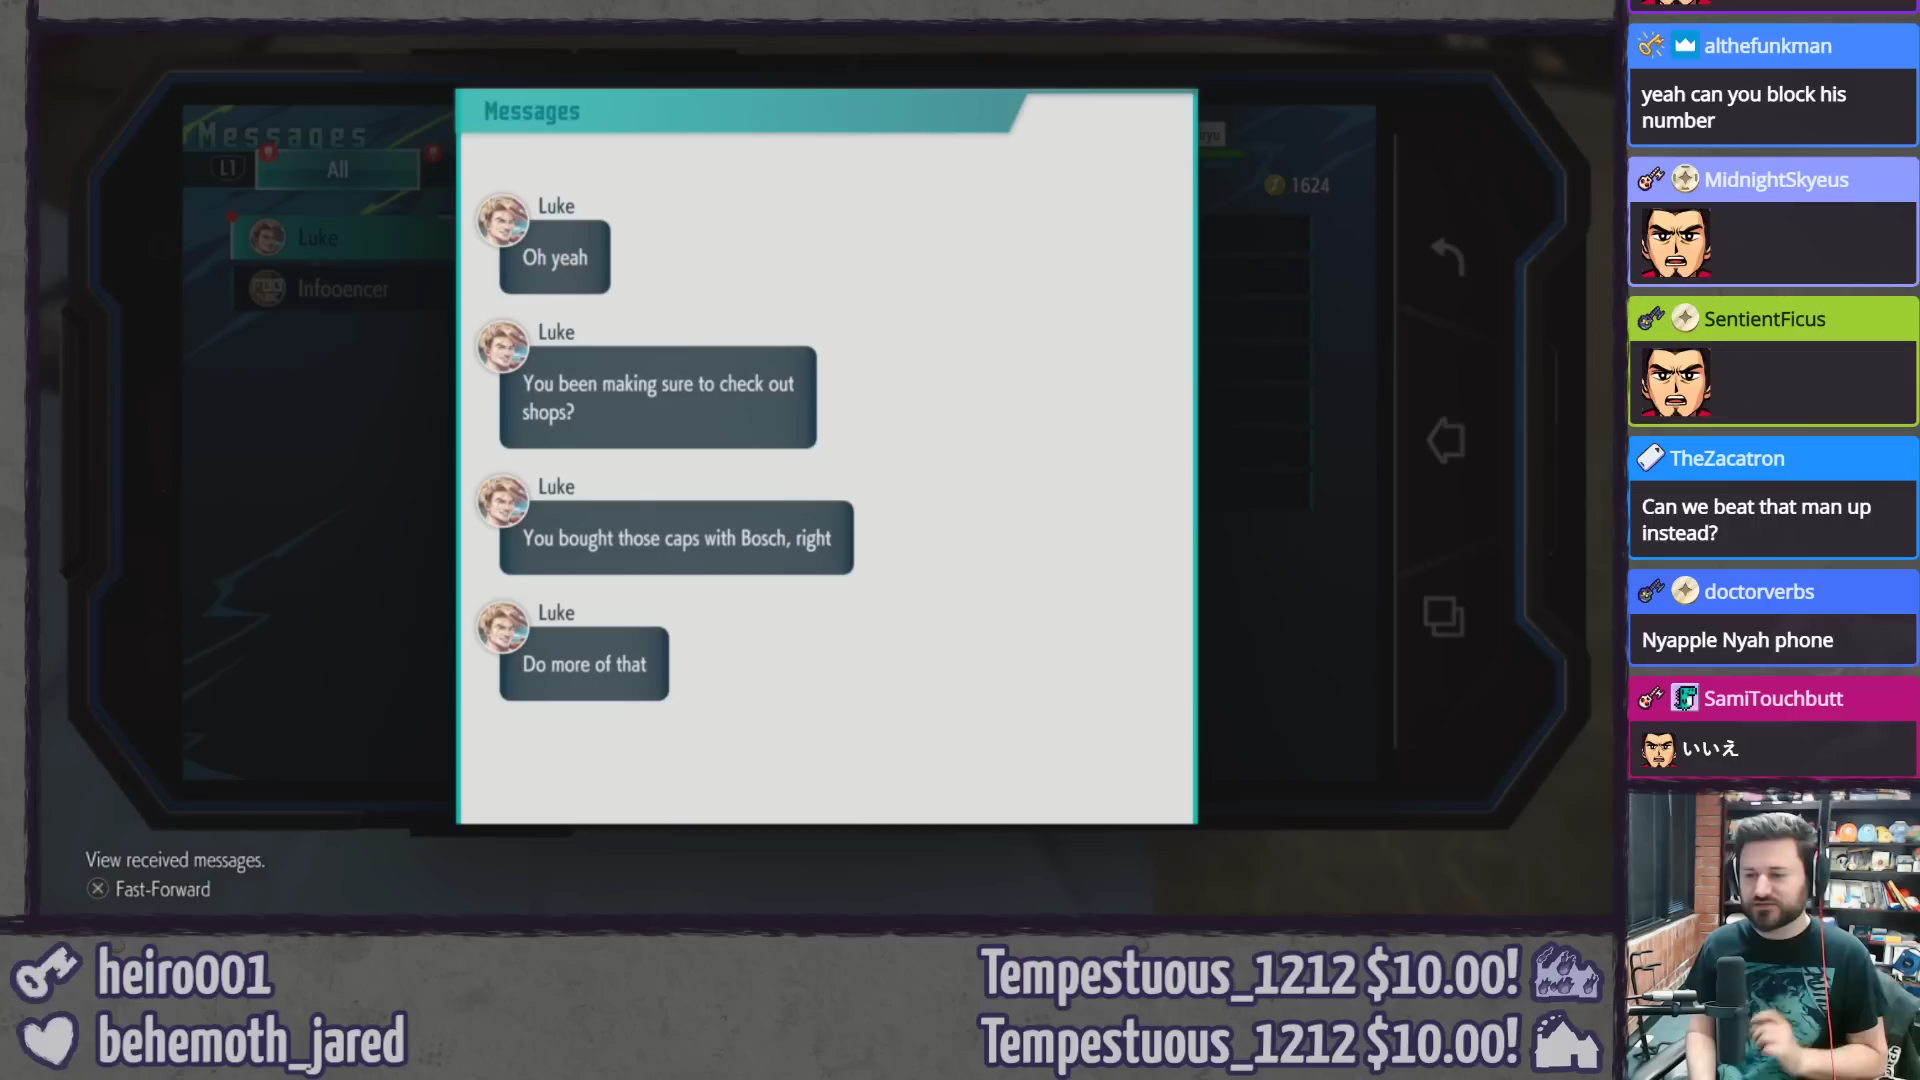 Messages
L1
All
Luke
Infooencer
1624
Messages
Luke
Oh yeah
Luke
You been making sure to check out
shops?
Luke
You bought those caps with Bosch, right
Luke
Do more of that
View received messages.
Fast-Forward
heiro001
behemoth_jared
Tempestuous_1212 $10.00!
Tempestuous_1212 $10.00!
althefunkman
yeah can you block his
number
MidnightSkyeus
SentientFicus
TheZacatron
Can we beat that man up
instead?
doctorverbs
Nyapple Nyah phone
SamiTouchbutt
いいえ